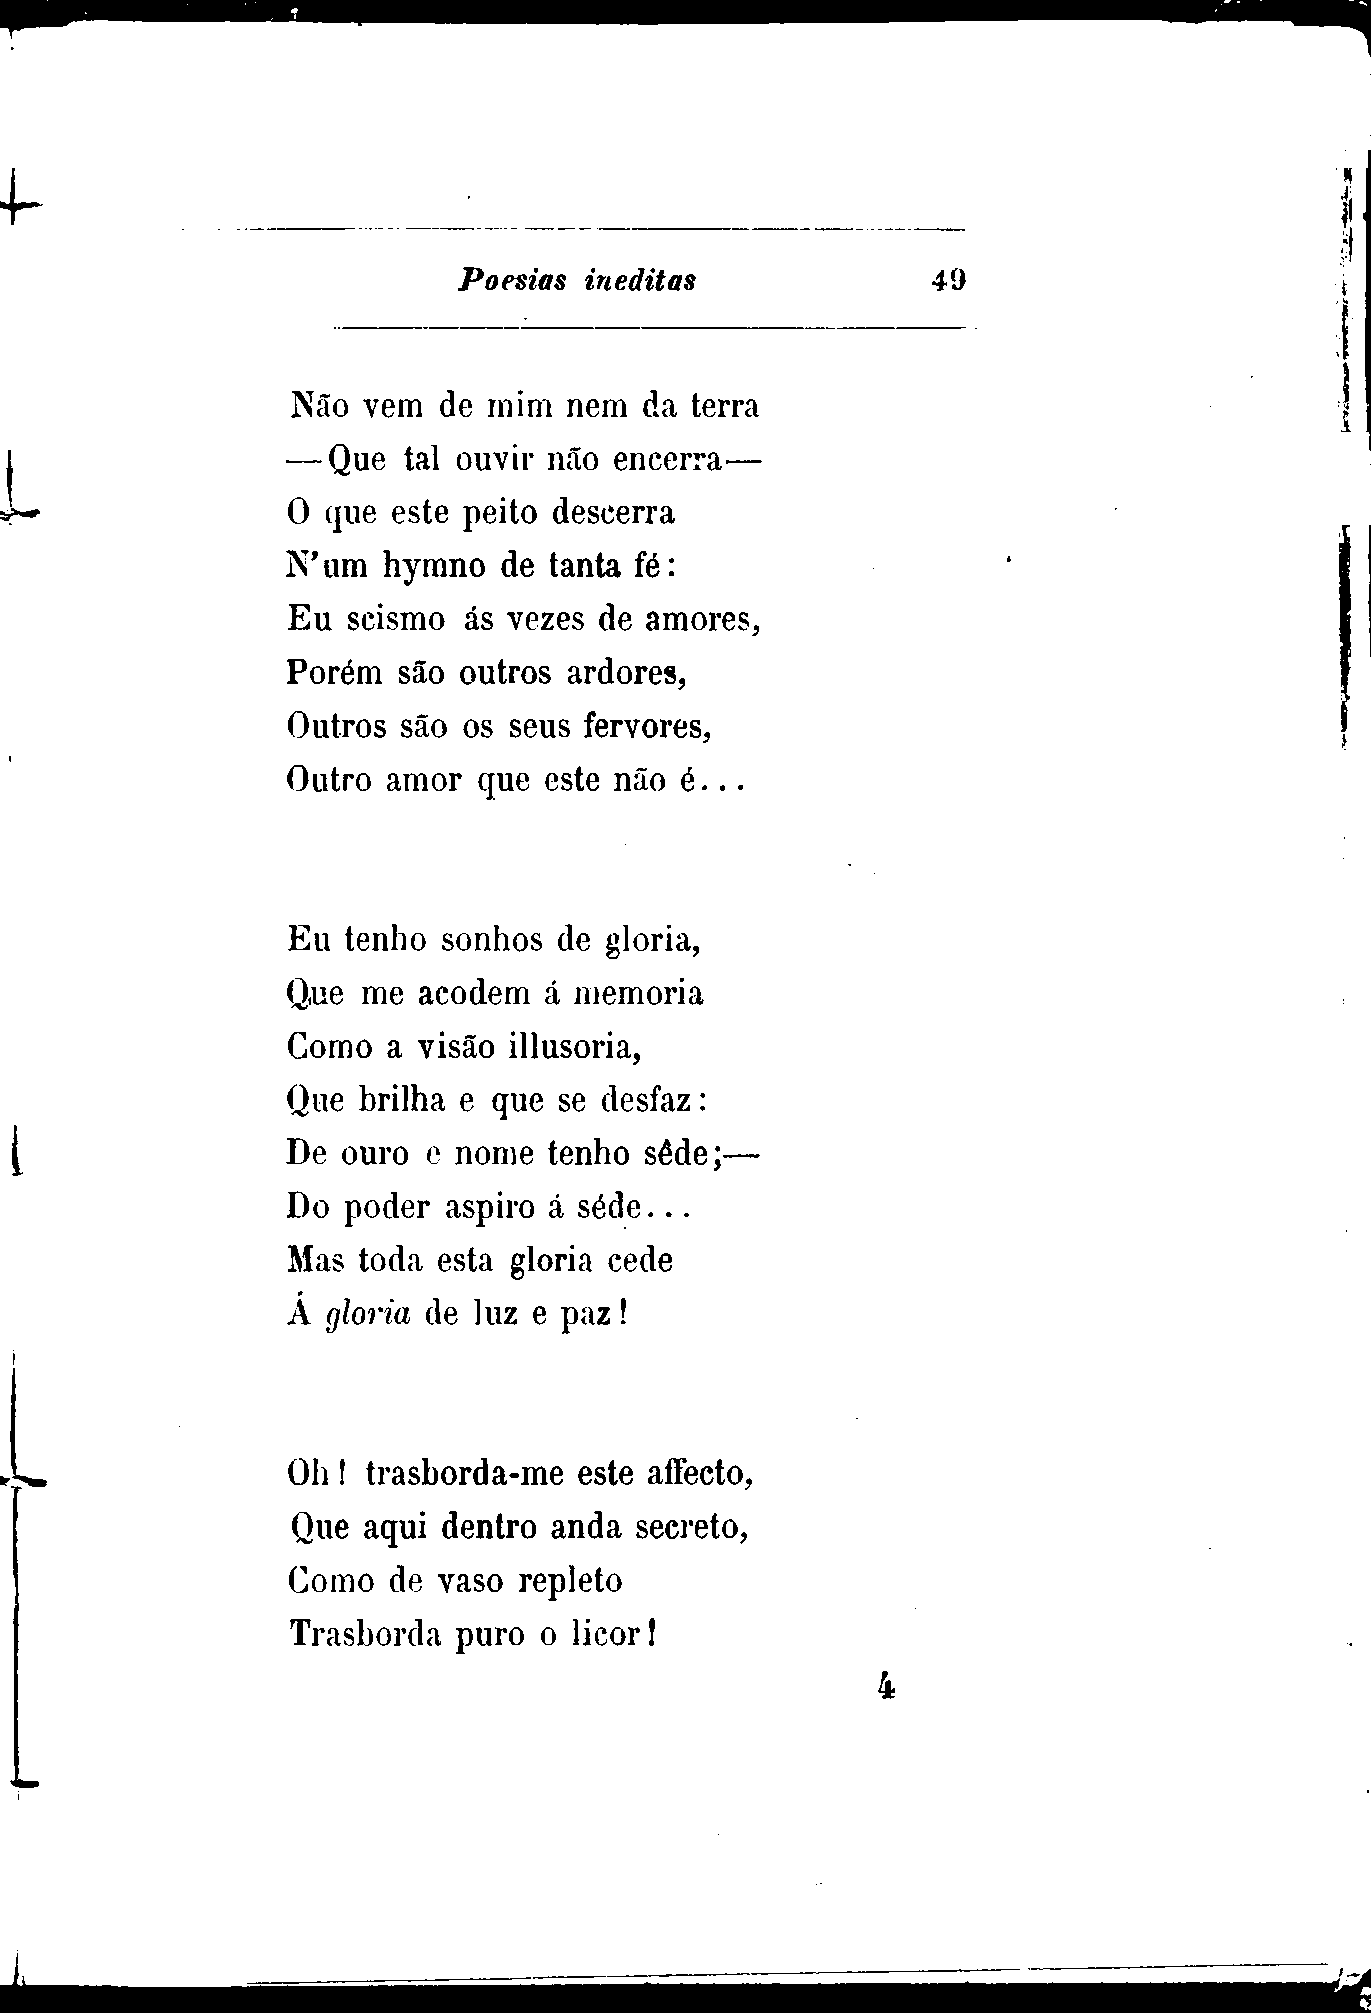 Poesias ineditas 49
Não vem de mim nem da terra
—Que tal ouvir não encerra—
O que este peito descerra
N'um hymno de tanta fé:
Eu scismo ás vezes de amores,
Porém são outros ardores,
Outros são os seus fervores,
Outro amor que este não é...
Eu tenho sonhos de gloria,
Que me acodem á memoria
Como a visão illusoria,
Que brilha e que se desfaz:
De ouro e nome tenho sêde;—
Do poder aspiro á séde...
Mas toda esta gloria cede
Á gloria de luz e paz!
Oh! trasborda-me este affecto,
Que aqui dentro anda secreto,
Como de vaso repleto
Trasborda puro o licor!
4